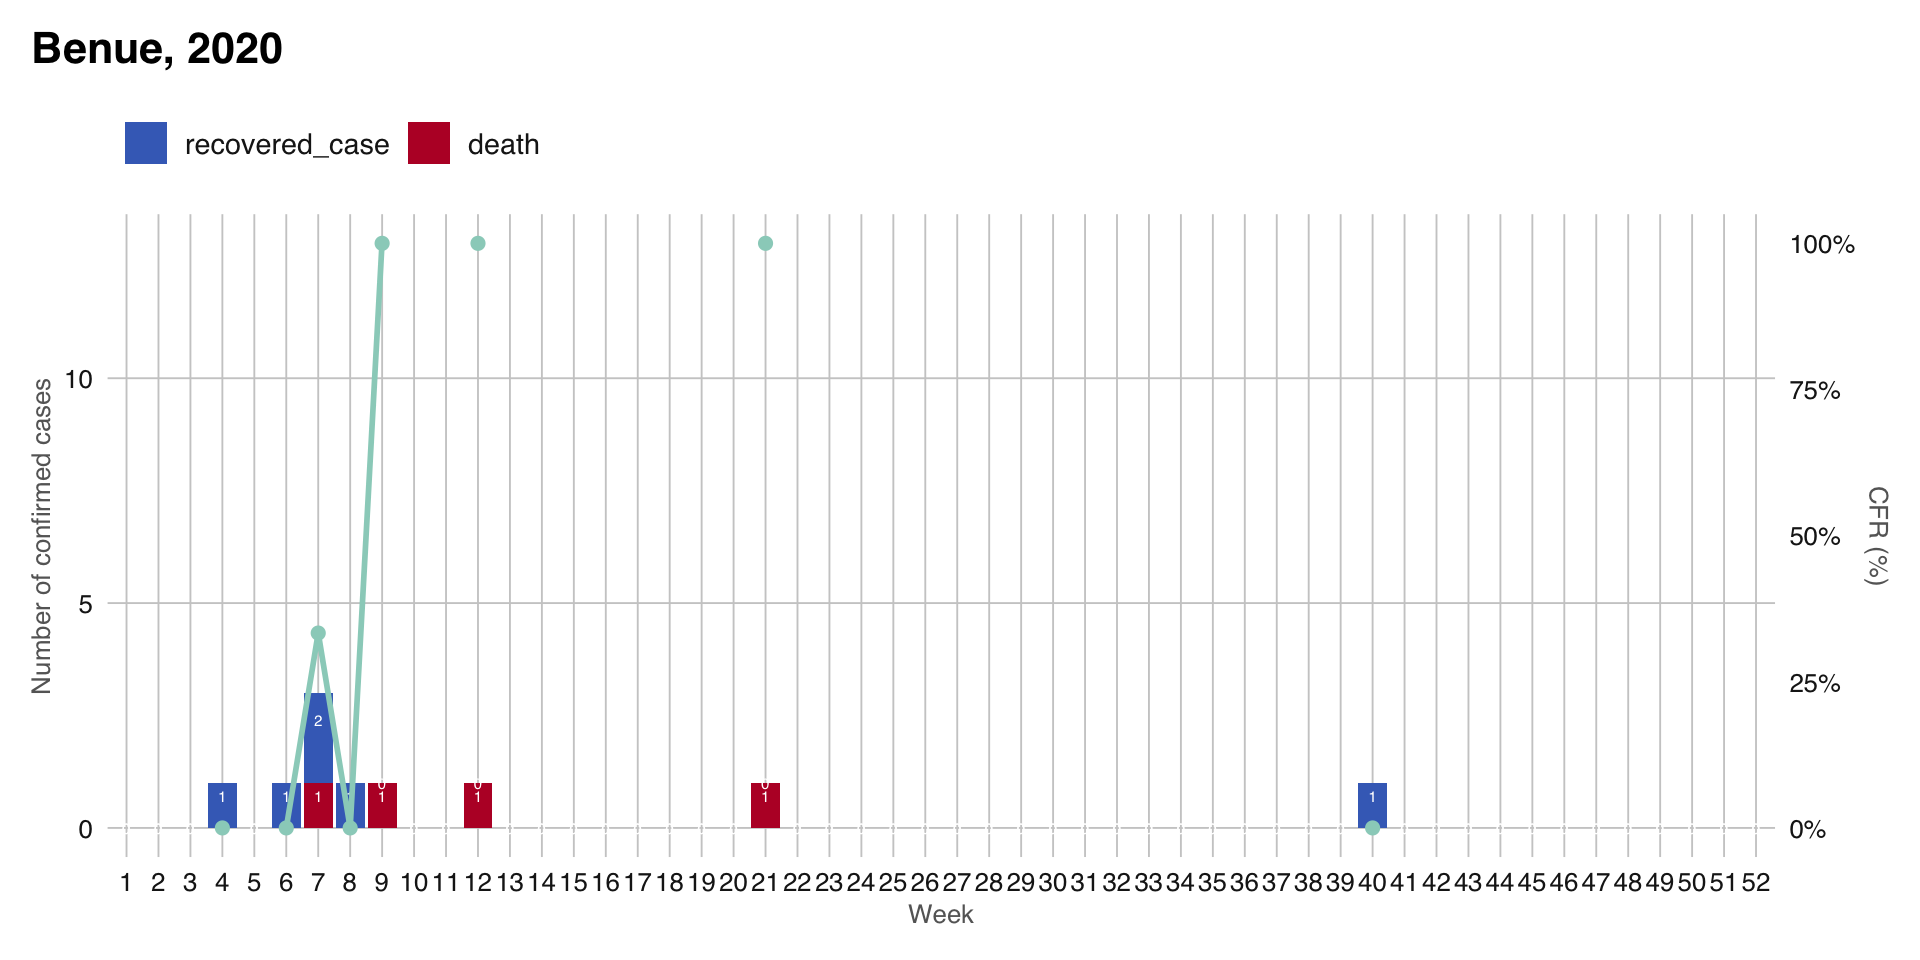 Benue, 2020
recovered_case death
Number of confirmed cases
10
5
0
100%
75%
50%
25%
0%
CFR (%)
2
1 1 1 0 0 0 1
1 1 1
1 2 3 4 5 6 7 8 9 10 11 12 13 14 15 16 17 18 19 20 21 22 23 24 25 26 27 28 29 30 31 32 33 34 35 36 37 38 39 40 41 42 43 44 45 46 47 48 49 50 51 52
Week